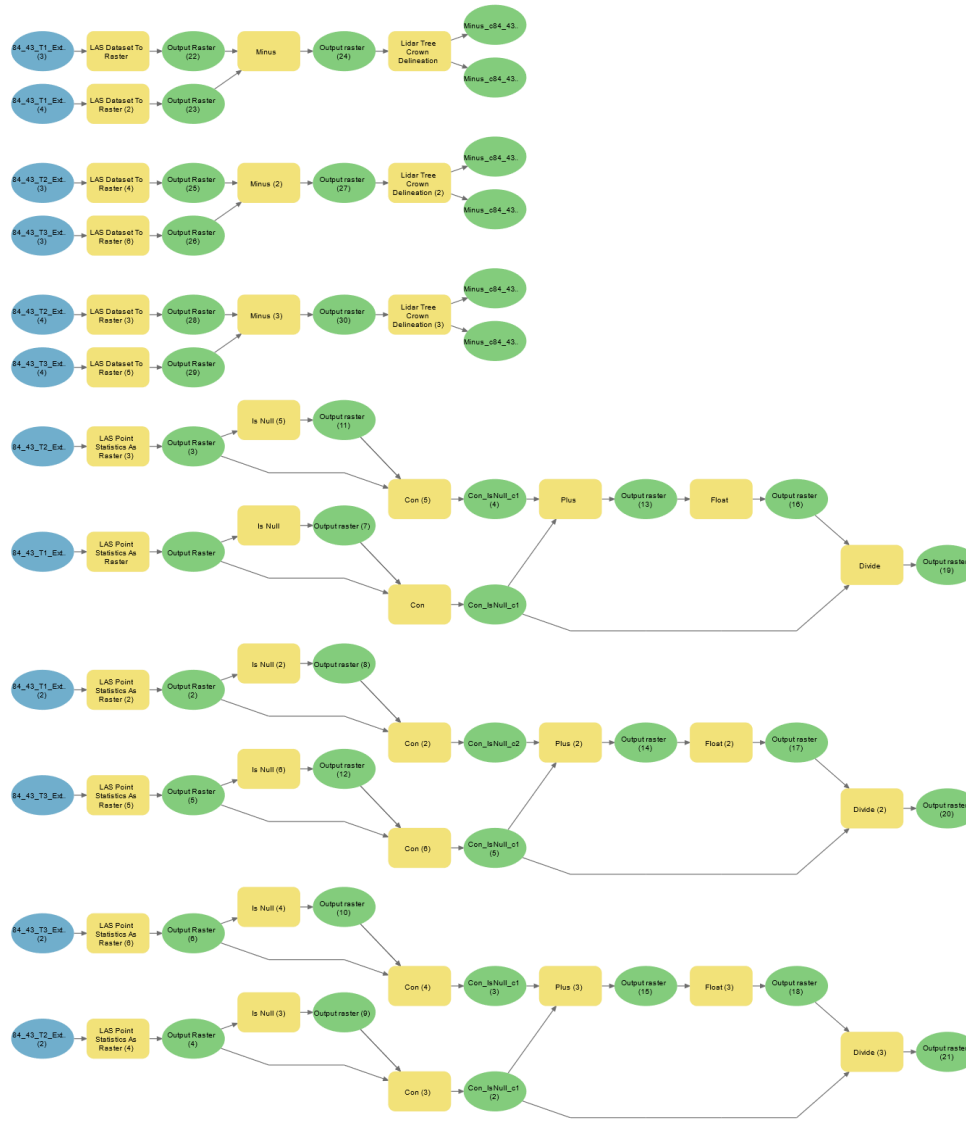 84_43_T1_Ext..
(3)
LAS Dataset To
Raster
Output Raster
(22)
Minus
Output raster
(24)
Lidar Tree
Crown
Delineation
Minus_c84_43..
Minus_c84_43..
84_43_T1_Ext..
(4)
LAS Dataset To
Raster (2)
Output Raster
(23)
84_43_T2_Ext..
(3)
LAS Dataset To
Raster (4)
Output Raster
(25)
Minus (2)
Output raster
(27)
Lidar Tree
Crown
Delineation (2)
Minus_c84_43..
Minus_c84_43..
84_43_T3_Ext..
(3)
LAS Dataset To
Raster (6)
Output Raster
(26)
84_43_T2_Ext..
(4)
LAS Dataset To
Raster (3)
Output Raster
(28)
Minus (3)
Output raster
(30)
Lidar Tree
Crown
Delineation (3)
Minus_c84_43..
Minus_c84_43..
84_43_T3_Ext..
(4)
LAS Dataset To
Raster (5)
Output Raster
(29)
84_43_T2_Ext..
LAS Point
Statistics As
Raster (3)
Output Raster
(3)
Is Null (5)
Output raster
(11)
Con (5)
Con_IsNull_c1
(4)
Plus
Output raster
(13)
Float
Output raster
(16)
84_43_T1_Ext..
LAS Point
Statistics As
Raster
Output Raster
Is Null
Output raster (7)
Con
Con_IsNull_c1
Divide
Output raster
(19)
84_43_T1_Ext..
(2)
LAS Point
Statistics As
Raster (2)
Output Raster
(2)
Is Null (2)
Output raster (8)
Con (2)
Con_IsNull_c2
Plus (2)
Output raster
(14)
Float (2)
Output raster
(17)
84_43_T3_Ext..
LAS Point
Statistics As
Raster (5)
Output Raster
(5)
Is Null (6)
Output raster
(12)
Con (6)
Con_IsNull_c1
(5)
Divide (2)
Output raster
(20)
84_43_T3_Ext..
(2)
LAS Point
Statistics As
Raster (6)
Output Raster
(6)
Is Null (4)
Output raster
(10)
Con (4)
Con_IsNull_c1
(3)
Plus (3)
Output raster
(15)
Float (3)
Output raster
(18)
84_43_T2_Ext..
(2)
LAS Point
Statistics As
Raster (4)
Output Raster
(4)
Is Null (3)
Output raster (9)
Con (3)
Con_IsNull_c1
(2)
Divide (3)
Output raster
(21)